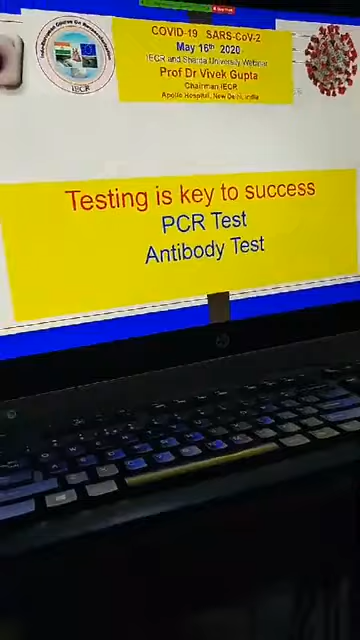 COVID-19 SARS-CoV-2
May 16th 2020
IECR and Sharda University Webinar
Prof Dr Vivek Gupta
Chairman IECR
Apollo Hospital, New Delhi, India
IECR
Testing is key to success
PCR Test
Antibody Test